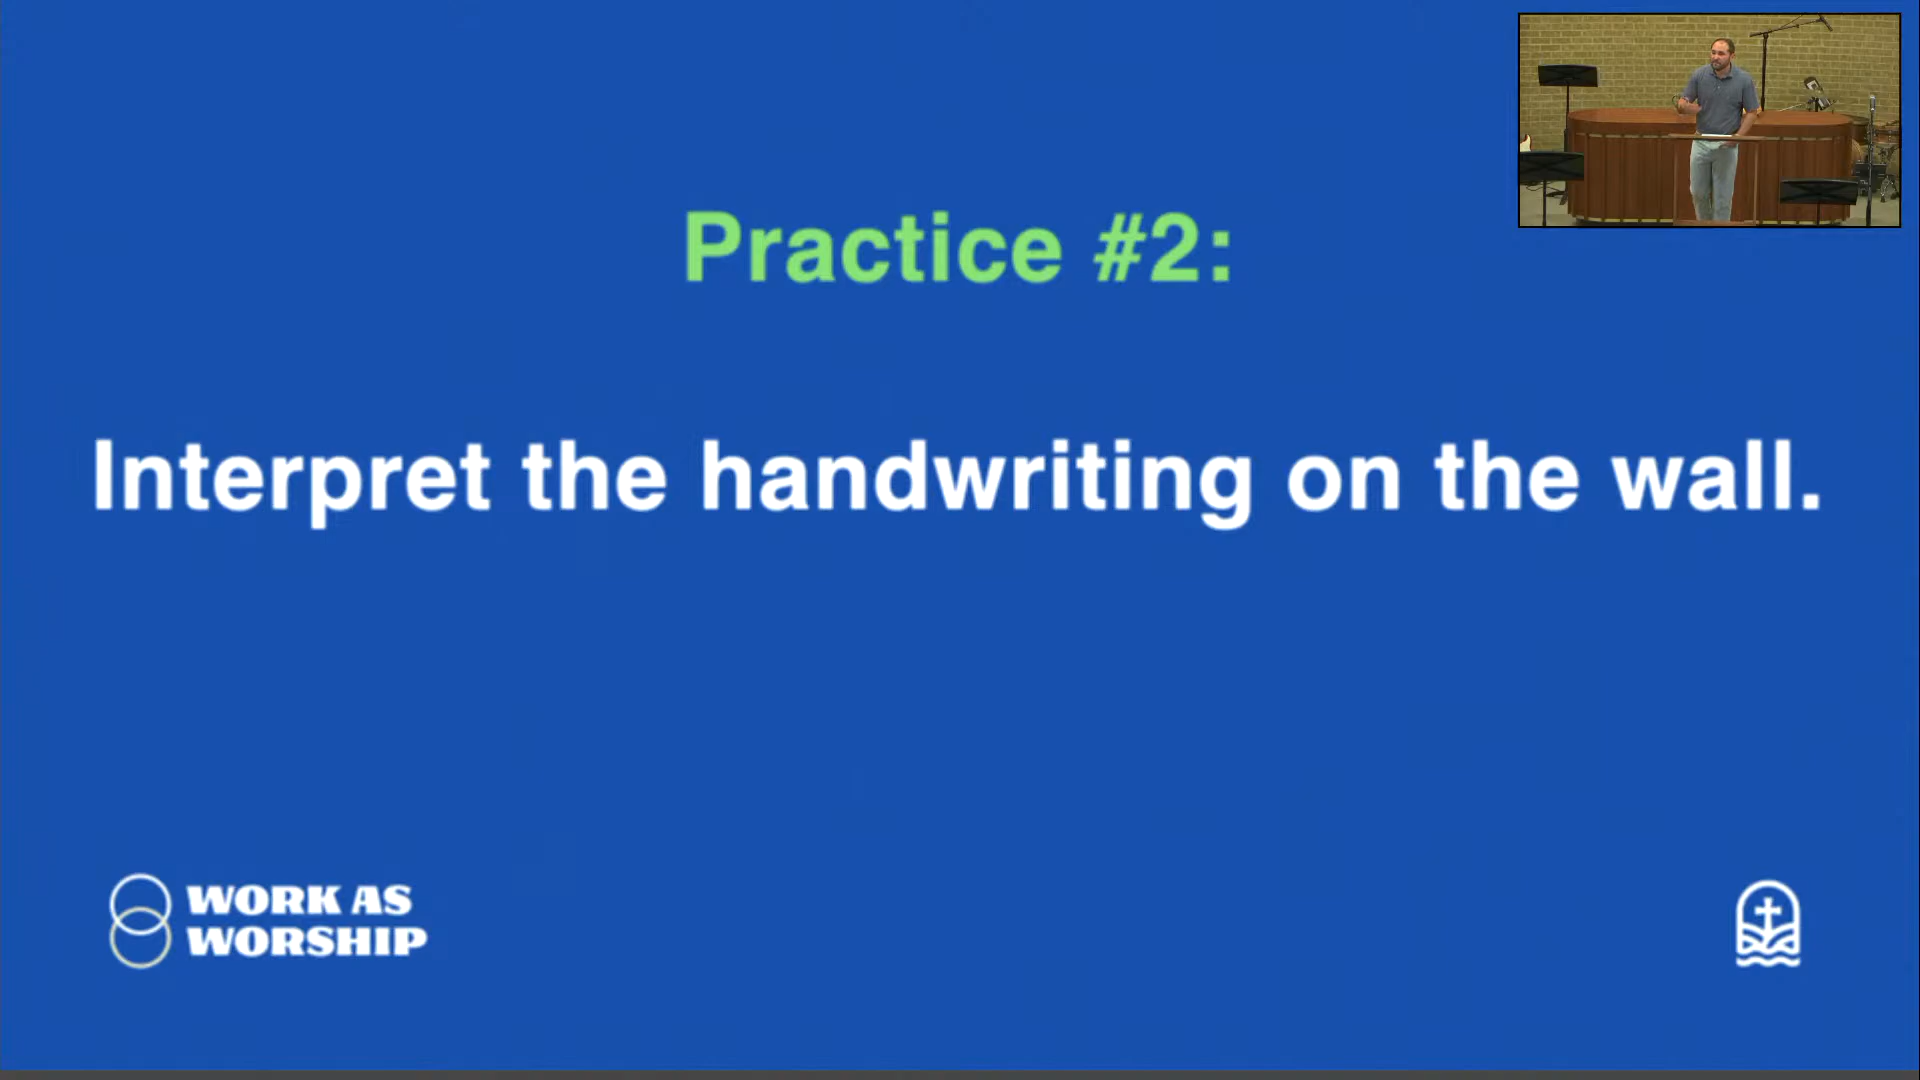 Practice #2:
Interpret the handwriting on the wall.
WORK AS
WORSHIP